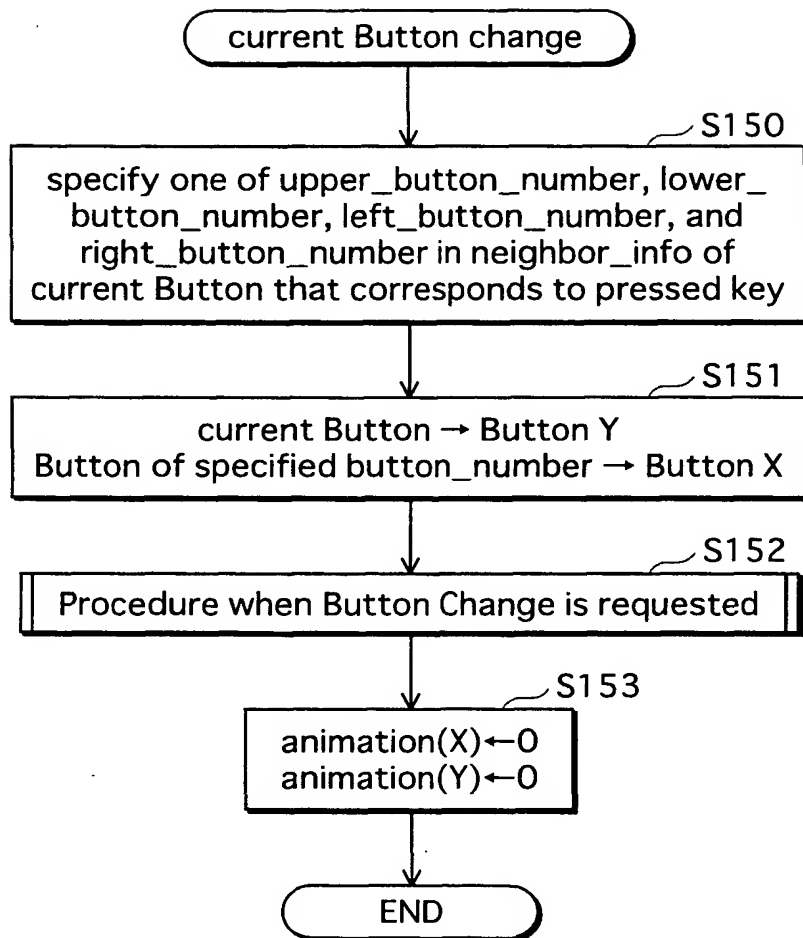 current Button change
S150
specify one of upper_button_number, lower_
button_number, left_button_number, and
right_button_number in neighbor_info of
current Button that corresponds to pressed key
S151
current Button → Button Y
Button of specified button_number → Button X
S152
Procedure when Button Change is requested
S153
animation(X)←0
animation(Y)←0
END